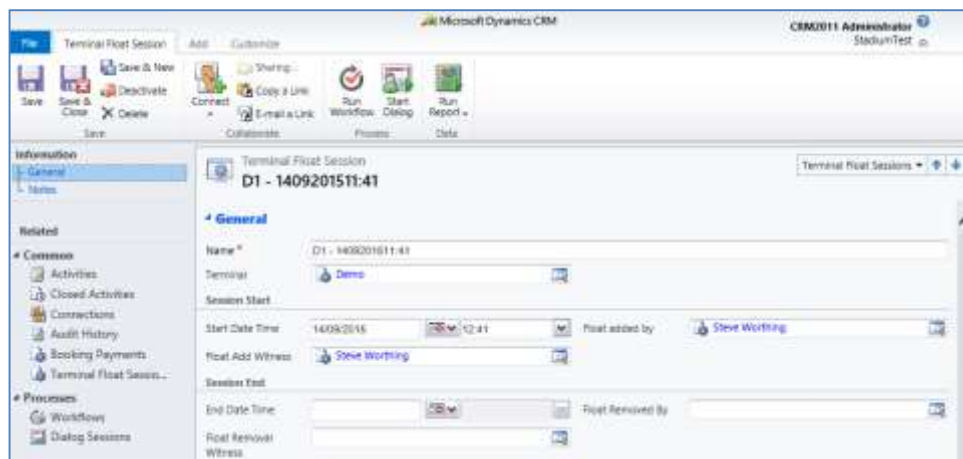 Microsoft Dynamics CRM
CRM2011 Administrator
StadiumTest
File
Terminal Float Session
Add
Customize
Save
Save & Close
Save & New
Deactivate
Delete
Save
Connect
Sharing...
Copy a Link
E-mail a Link
Collaborate
Run Workflow
Start Dialog
Process
Run Report
Data
Information
General
Notes
Related
Common
Activities
Closed Activities
Connections
Audit History
Booking Payments
Terminal Float Session...
Processes
Workflows
Dialog Sessions
Terminal Float Session
Terminal Float Sessions
D1 - 1409201511:41
General
Name *
D1 - 1409201511:41
Terminal
Demo
Session Start
Start Date Time
14/09/2015
12:41
Float added by
Steve Worthing
Float Add Witness
Steve Worthing
Session End
End Date Time
Float Removed By
Float Removal Witness